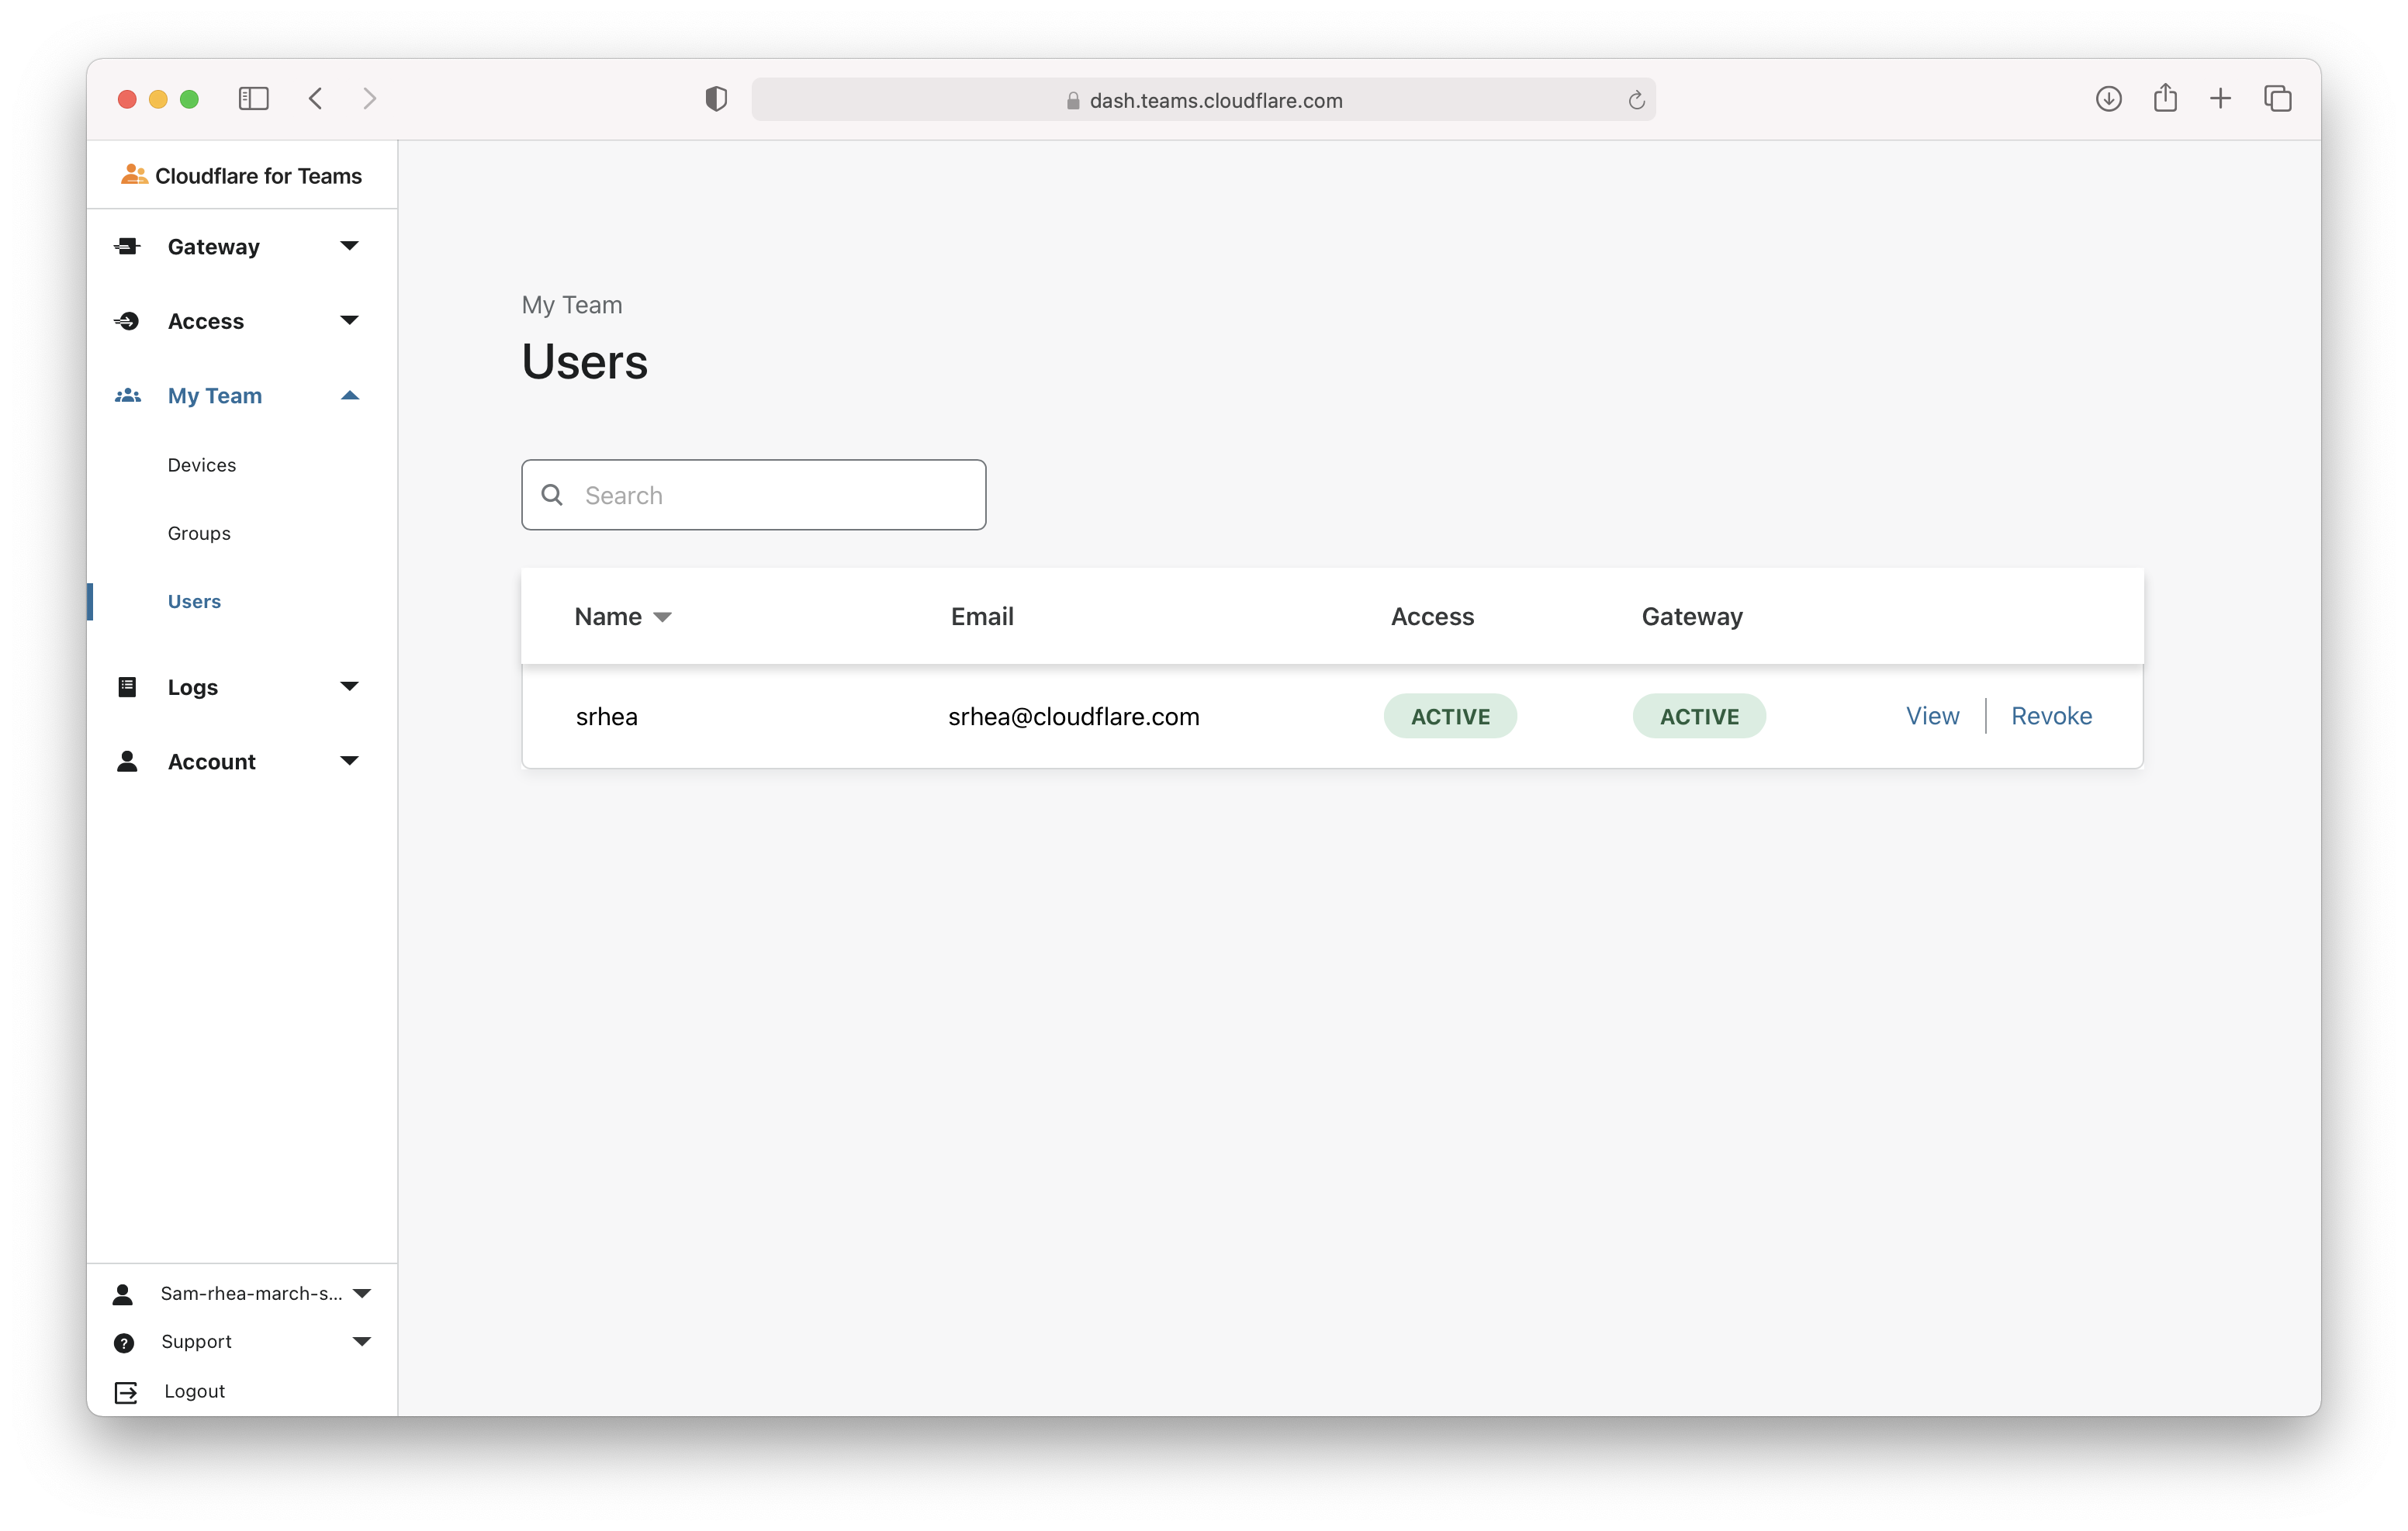 dash.teams.cloudflare.com
Cloudflare for Teams
Gateway
Access
My Team
Devices
Groups
Users
Logs
Account
Sam-rhea-march-s...
Support
Logout
My Team
Users
Search
Name Email Access Gateway
srhea srhea@cloudflare.com ACTIVE ACTIVE View Revoke